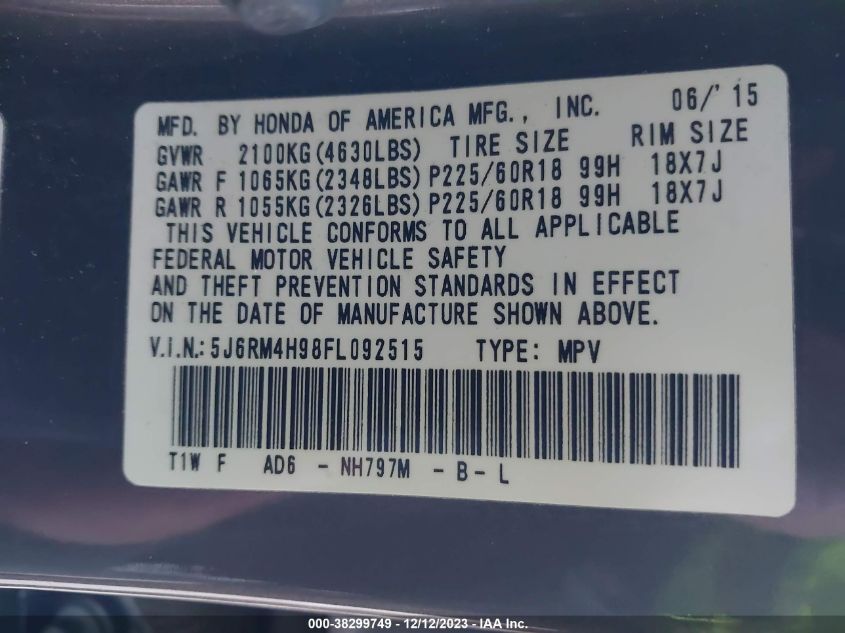 MFD. BY HONDA OF AMERICA MFG., INC. 06/'15
GVWR 2100KG(4630LBS) TIRE SIZE RIM SIZE
GAWR F 1065KG(2348LBS) P225/60R18 99H 18X7J
GAWR R 1055KG(2326LBS) P225/60R18 99H 18X7J
THIS VEHICLE CONFORMS TO ALL APPLICABLE
FEDERAL MOTOR VEHICLE SAFETY
AND THEFT PREVENTION STANDARDS IN EFFECT
ON THE DATE OF MANUFACTURE SHOWN ABOVE.
V.I.N.: 5J6RM4H98FL092515 TYPE: MPV
T1W F AD6 - NH797M - B - L
000-38299749 - 12/12/2023 - IAA Inc.